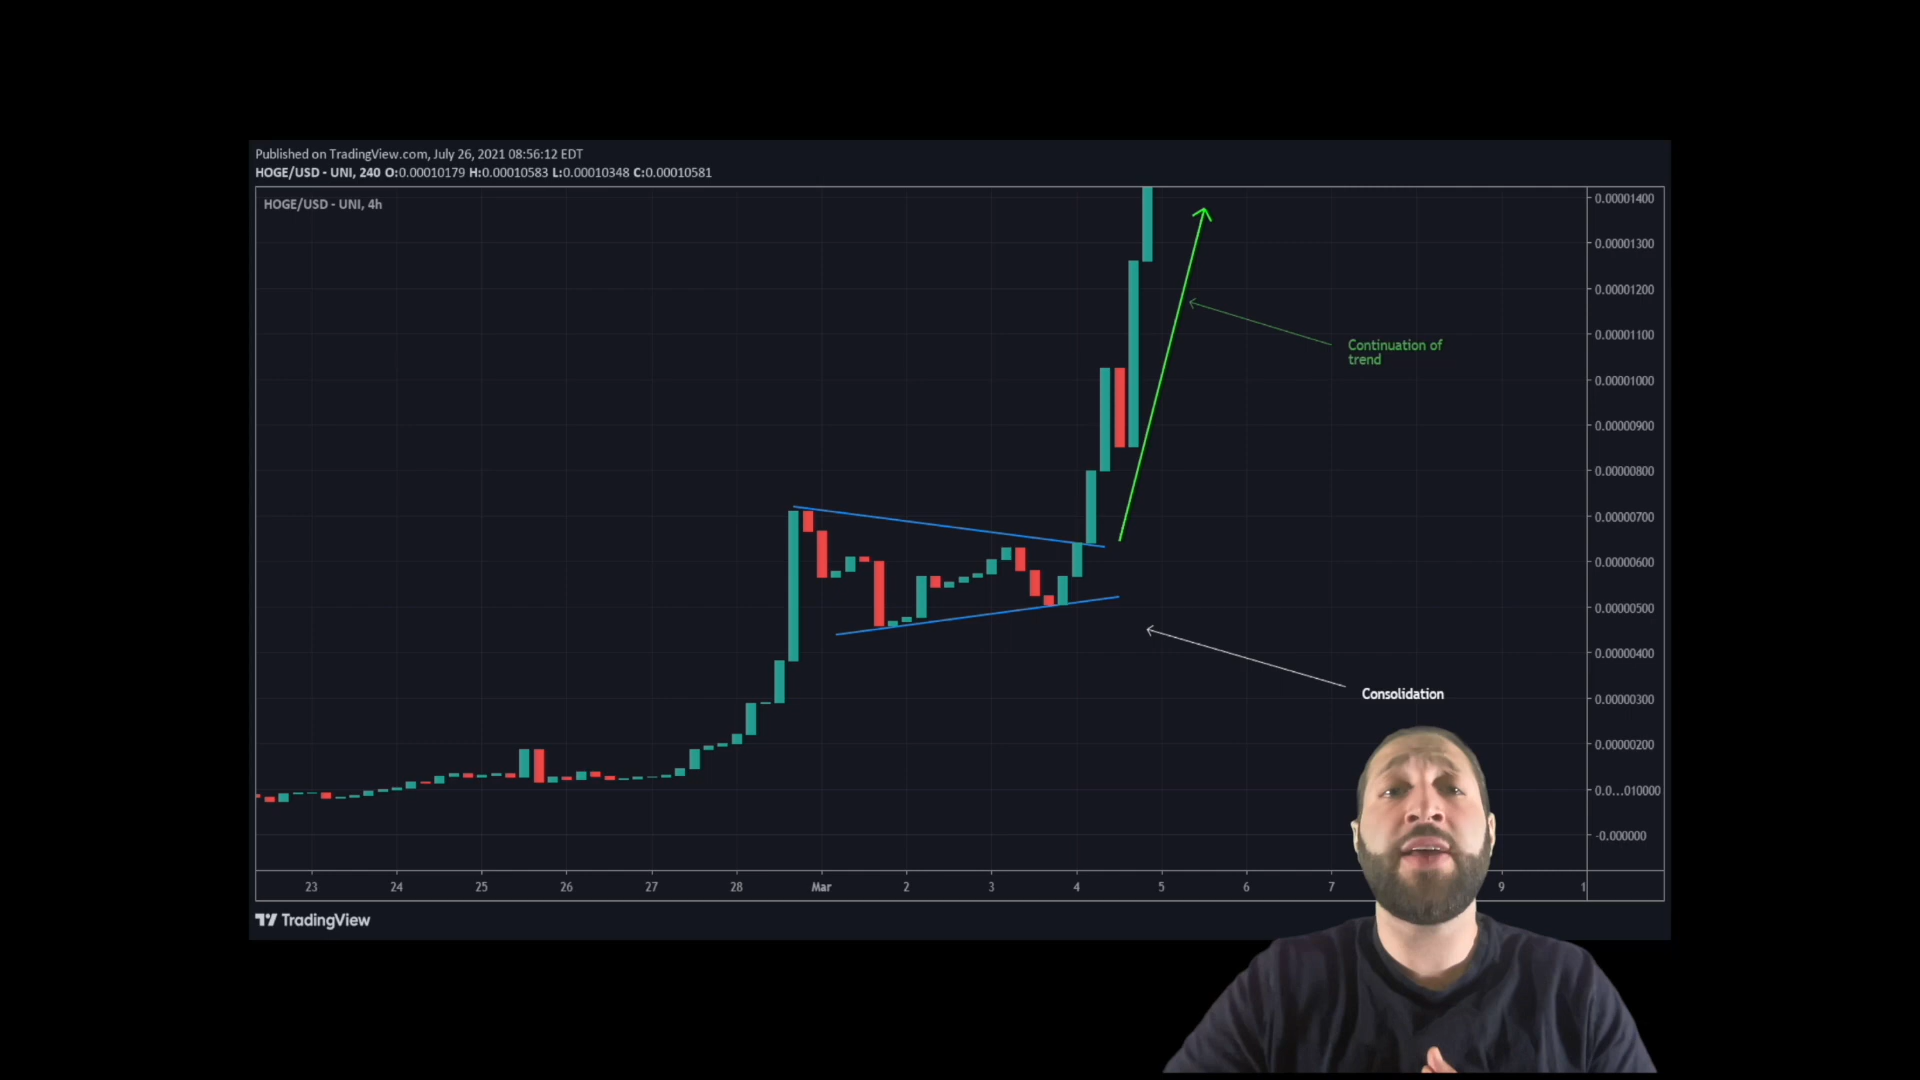 Published on TradingView.com, July 26, 2021 08:56:12 EDT
HOGE/USD - UNI, 240 O:0.00010179 H:0.00010583 L:0.00010348 C:0.00010581
HOGE/USD - UNI, 4h
0.00001400
0.00001300
0.00001200
0.00001100
Continuation of
trend
0.00001000
0.00000900
0.00000800
0.00000700
0.00000600
0.00000500
0.00000400
Consolidation
0.00000300
0.00000200
0.0...010000
-0.000000
23 24 25 26 27 28 Mar 2 3 4 5 6 7 9 1
TradingView